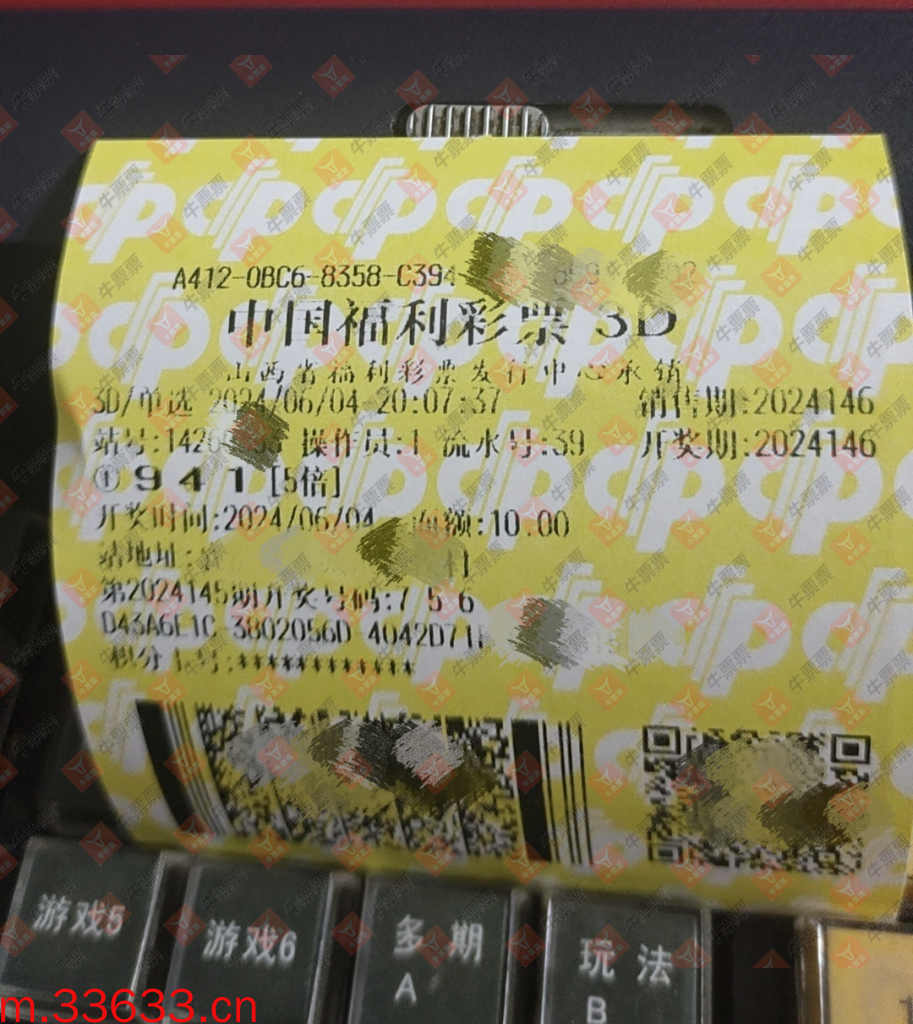 A412-0BC6-8358-C394-
中国福利彩票 3D
山西省福利彩票发行中心承销
3D/单选 2024/06/04 20:07:37 销售期:2024146
站号:142 操作员:1 流水号:39 开奖期:2024146
① 9 4 1 [5倍]
开奖时间:2024/06/04 额:10.00
站地址:
第2024145期开奖号码:7 5 6
D43A6E1C 3802056D 4042D71
积分卡号:************
游戏5
游戏6
多期
A
玩法
B
m.33633.cn
牛票票